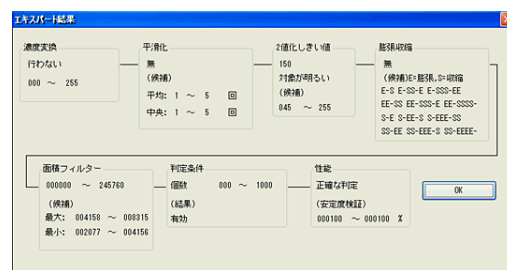 エキスパート結果
濃度変換
行わない
000 ～ 255
平滑化
無
(候補)
平均: 1 ～ 5 回
中央: 1 ～ 5 回
2値化しきい値
150
対象が明るい
(候補)
045 ～ 255
膨張収縮
無
(候補)E=膨張,S=収縮
E-S E-SS-E E-SSS-EE
EE-SS EE-SSS-E EE-SSSS-
S-E S-EE-S S-EEE-SS
SS-EE SS-EEE-S SS-EEEE-
面積フィルター
000000 ～ 245760
(候補)
最大: 004158 ～ 008315
最小: 002077 ～ 004156
判定条件
個数 000 ～ 1000
(結果)
有効
性能
正確な判定
(安定度検証)
000100 ～ 000100 %
OK